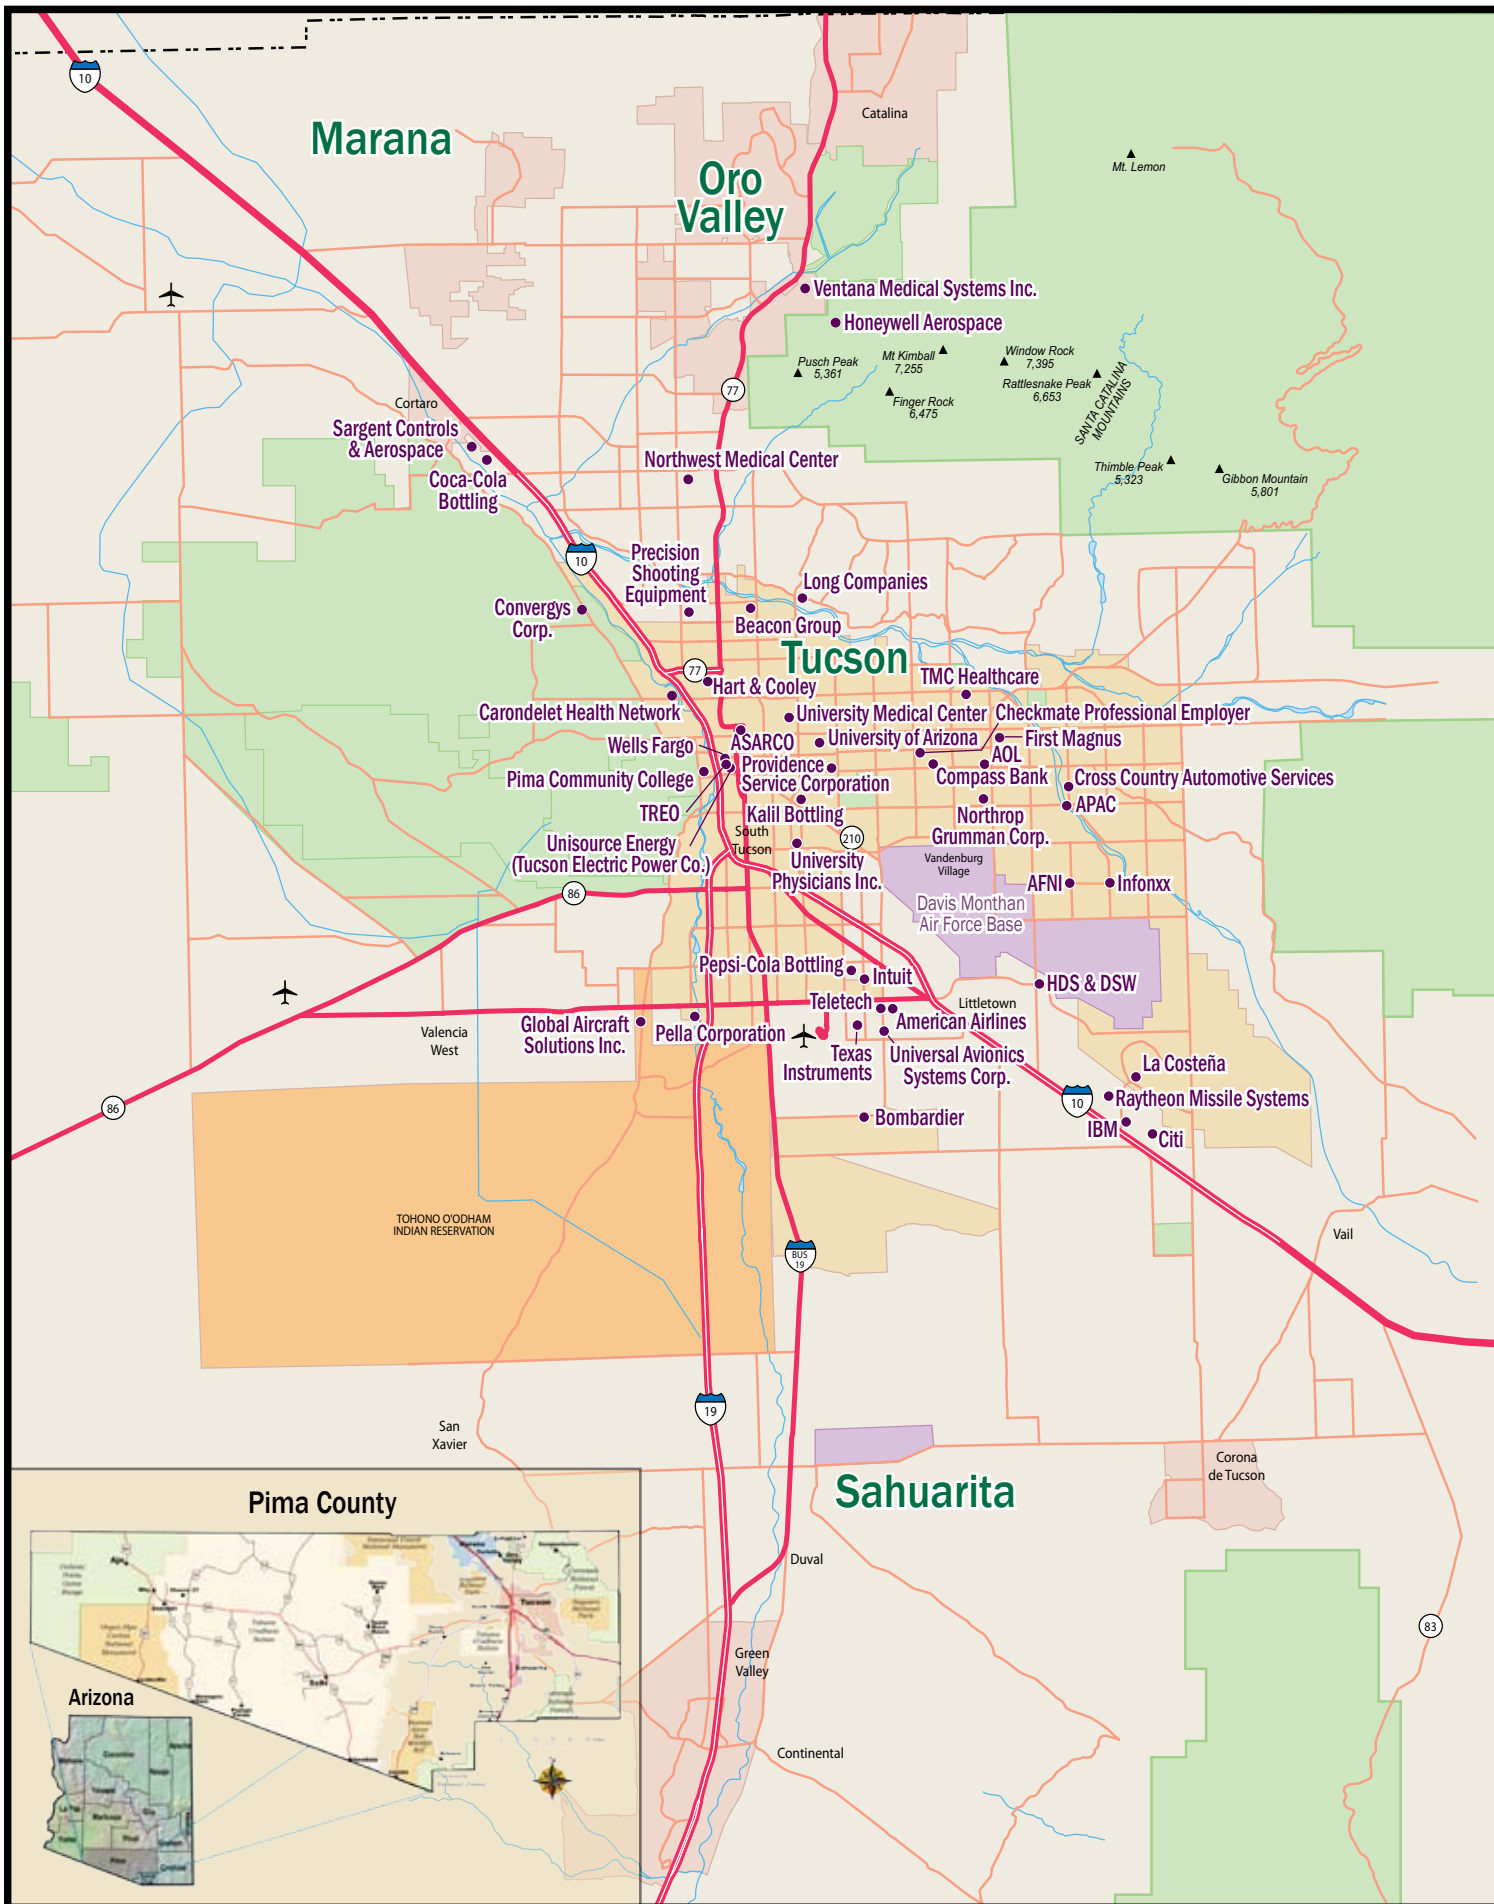 10
Catalina
Marana
Mt. Lemon
Oro
Valley
Ventana Medical Systems Inc.
Honeywell Aerospace
Pusch Peak
5,361
Mt Kimball
7,255
Window Rock
7,395
Finger Rock
6,475
Rattlesnake Peak
6,653
SANTA CATALINA
MOUNTAINS
77
Cortaro
Sargent Controls
& Aerospace
Coca-Cola
Bottling
Northwest Medical Center
Thimble Peak
5,323
Gibbon Mountain
5,801
10
Precision
Shooting
Equipment
Long Companies
Convergys
Corp.
Beacon Group
Tucson
77
Hart & Cooley
TMC Healthcare
Carondelet Health Network
University Medical Center
Checkmate Professional Employer
Wells Fargo
ASARCO
University of Arizona
First Magnus
AOL
Pima Community College
Providence
Service Corporation
Compass Bank
Cross Country Automotive Services
TREO
Kalil Bottling
Northrop
Grumman Corp.
APAC
Unisource Energy
(Tucson Electric Power Co.)
South
Tucson
210
University
Physicians Inc.
Vandenburg
Village
86
AFNI
Infonxx
Davis Monthan
Air Force Base
Pepsi-Cola Bottling
Intuit
HDS & DSW
Teletech
Littletown
Global Aircraft
Solutions Inc.
Pella Corporation
American Airlines
Valencia
West
Texas
Instruments
Universal Avionics
Systems Corp.
La Costeña
86
10
Raytheon Missile Systems
Bombardier
IBM
Citi
TOHONO O'ODHAM
INDIAN RESERVATION
Vail
BUS
19
19
San
Xavier
Corona
de Tucson
Sahuarita
Pima County
Duval
83
Green
Valley
Arizona
Continental
Tucson